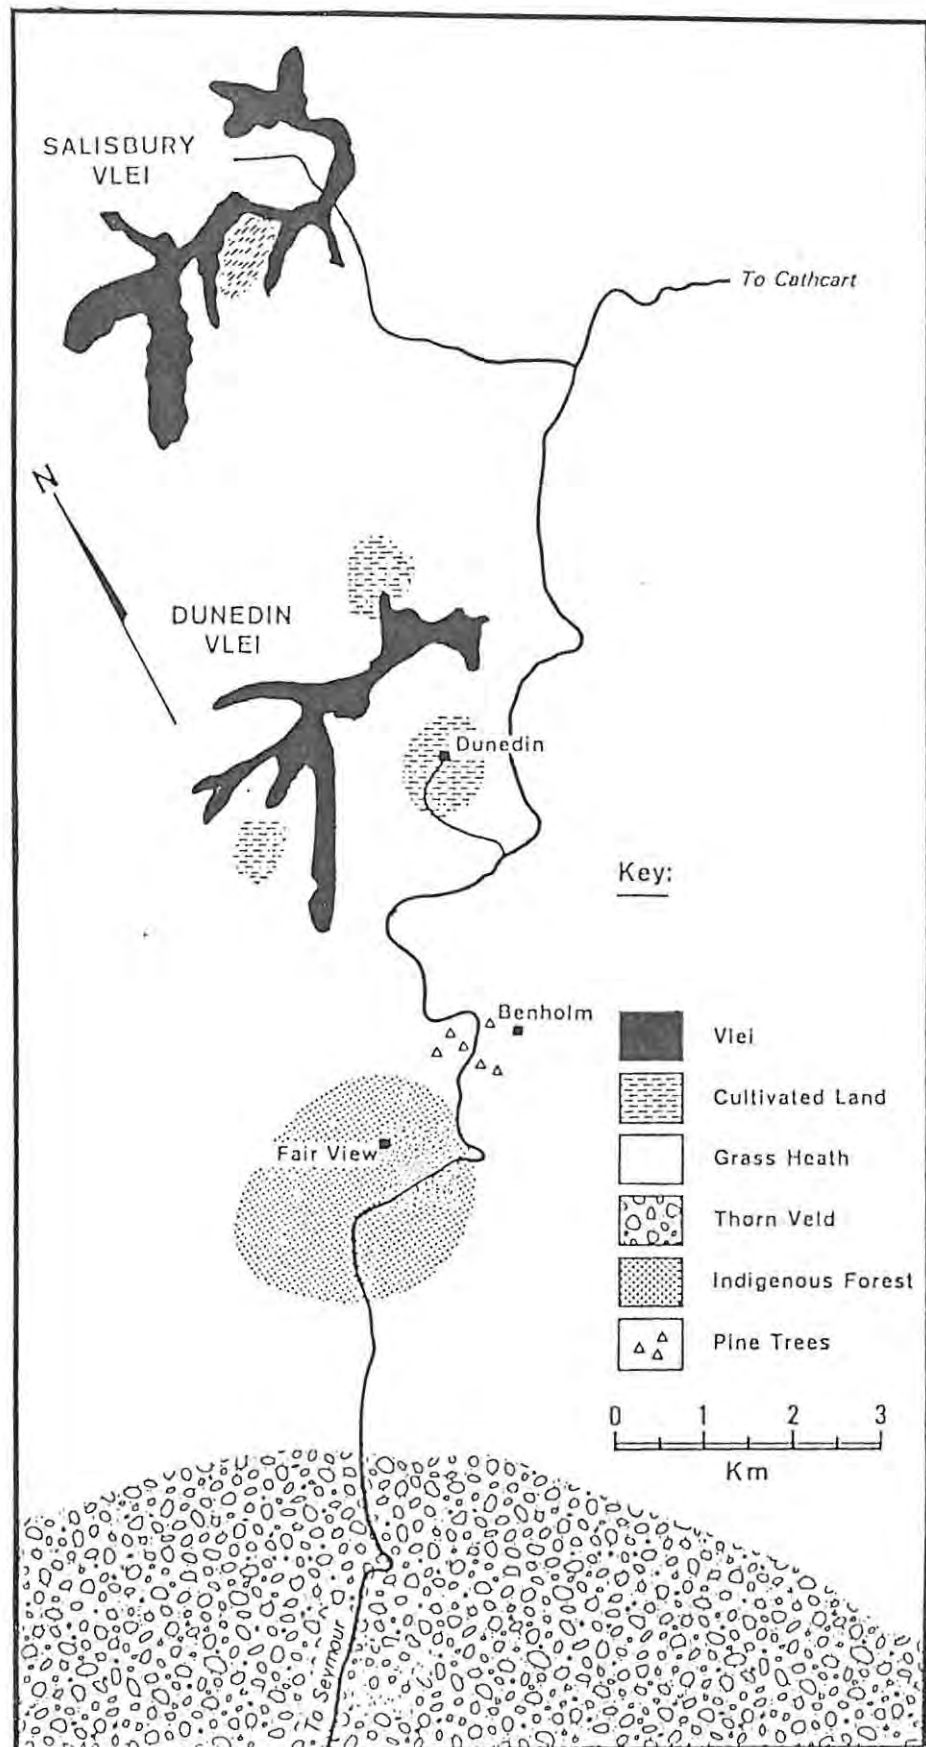 SALISBURY
VLEI
To Cathcart
N
DUNEDIN
VLEI
Dunedin
Key:
Benholm
Vlei
Cultivated Land
Fair View
Grass Heath
Thorn Veld
Indigenous Forest
Pine Trees
0 1 2 3
Km
To Seymour